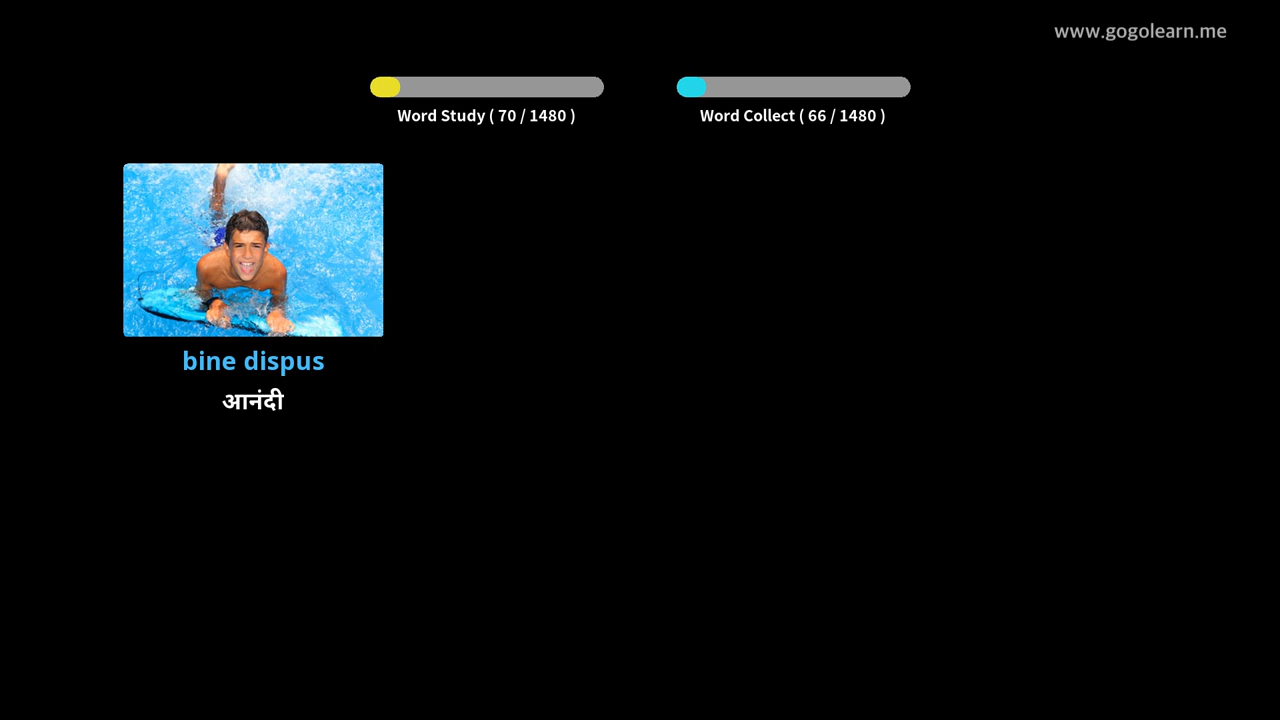 www.gogolearn.me
Word Study ( 70 / 1480 )
Word Collect ( 66 / 1480 )
bine dispus
आनंदी